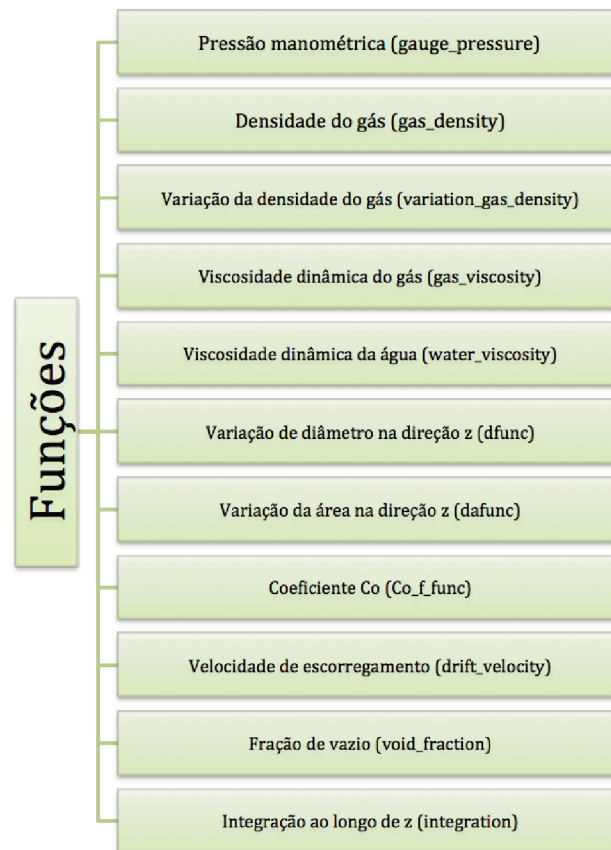 Funções
Pressão manométrica (gauge_pressure)
Densidade do gás (gas_density)
Variação da densidade do gás (variation_gas_density)
Viscosidade dinâmica do gás (gas_viscosity)
Viscosidade dinâmica da água (water_viscosity)
Variação de diâmetro na direção z (dfunc)
Variação da área na direção z (dafunc)
Coeficiente Co (Co_f_func)
Velocidade de escorregamento (drift_velocity)
Fração de vazio (void_fraction)
Integração ao longo de z (integration)